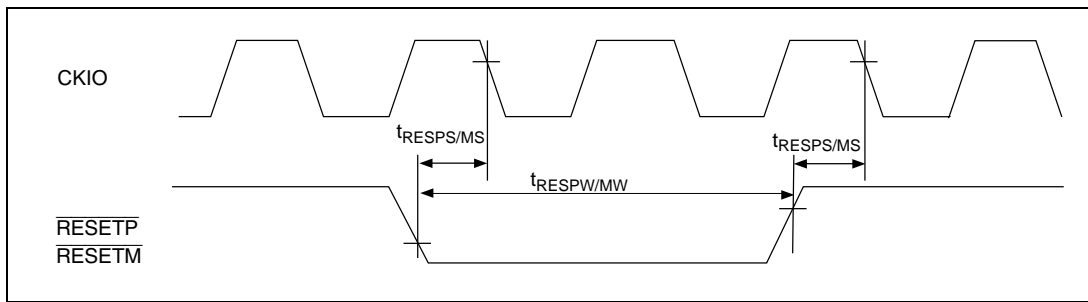 CKIO
tRESPS/MS
tRESPS/MS
tRESPW/MW
RESETP
RESETM